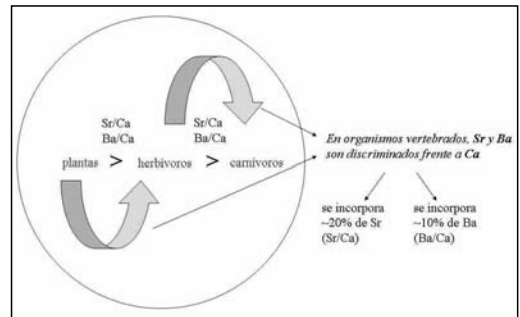 Sr/Ca
Ba/Ca
Sr/Ca
Ba/Ca
plantas > herbívoros > carnívoros
En organismos vertebrados, Sr y Ba
son discriminados frente a Ca
se incorpora
~20% de Sr
(Sr/Ca)
se incorpora
~10% de Ba
(Ba/Ca)